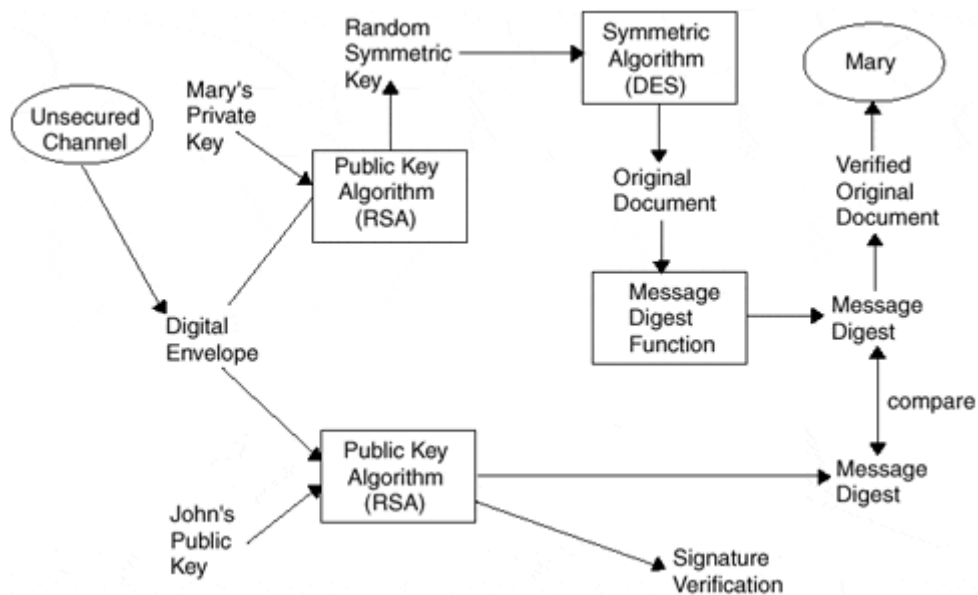 Random
Symmetric
Key
Symmetric
Algorithm
(DES)
Mary
Mary's
Private
Key
Unsecured
Channel
Public Key
Algorithm
(RSA)
Original
Document
Verified
Original
Document
Digital
Envelope
Message
Digest
Function
Message
Digest
compare
Public Key
Algorithm
(RSA)
Message
Digest
John's
Public
Key
Signature
Verification